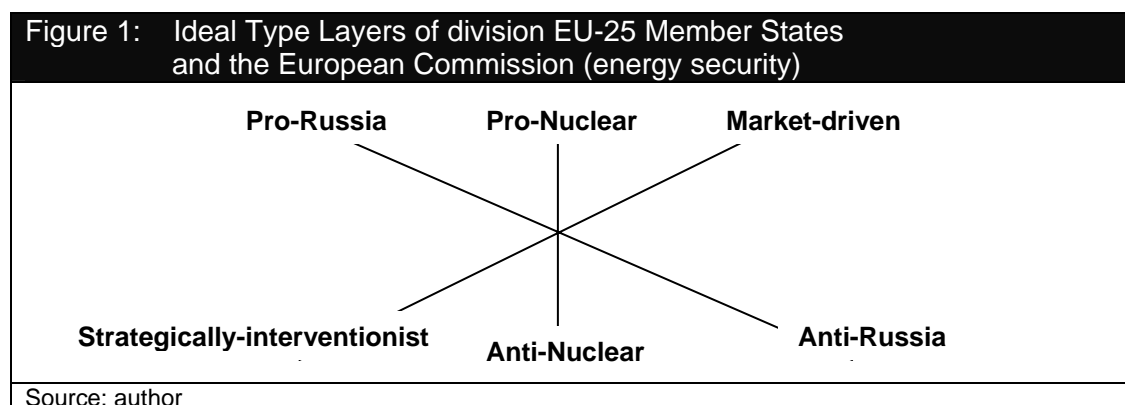 Figure 1: Ideal Type Layers of division EU-25 Member States
and the European Commission (energy security)
Pro-Russia Pro-Nuclear Market-driven
Strategically-interventionist Anti-Nuclear Anti-Russia
Source: author